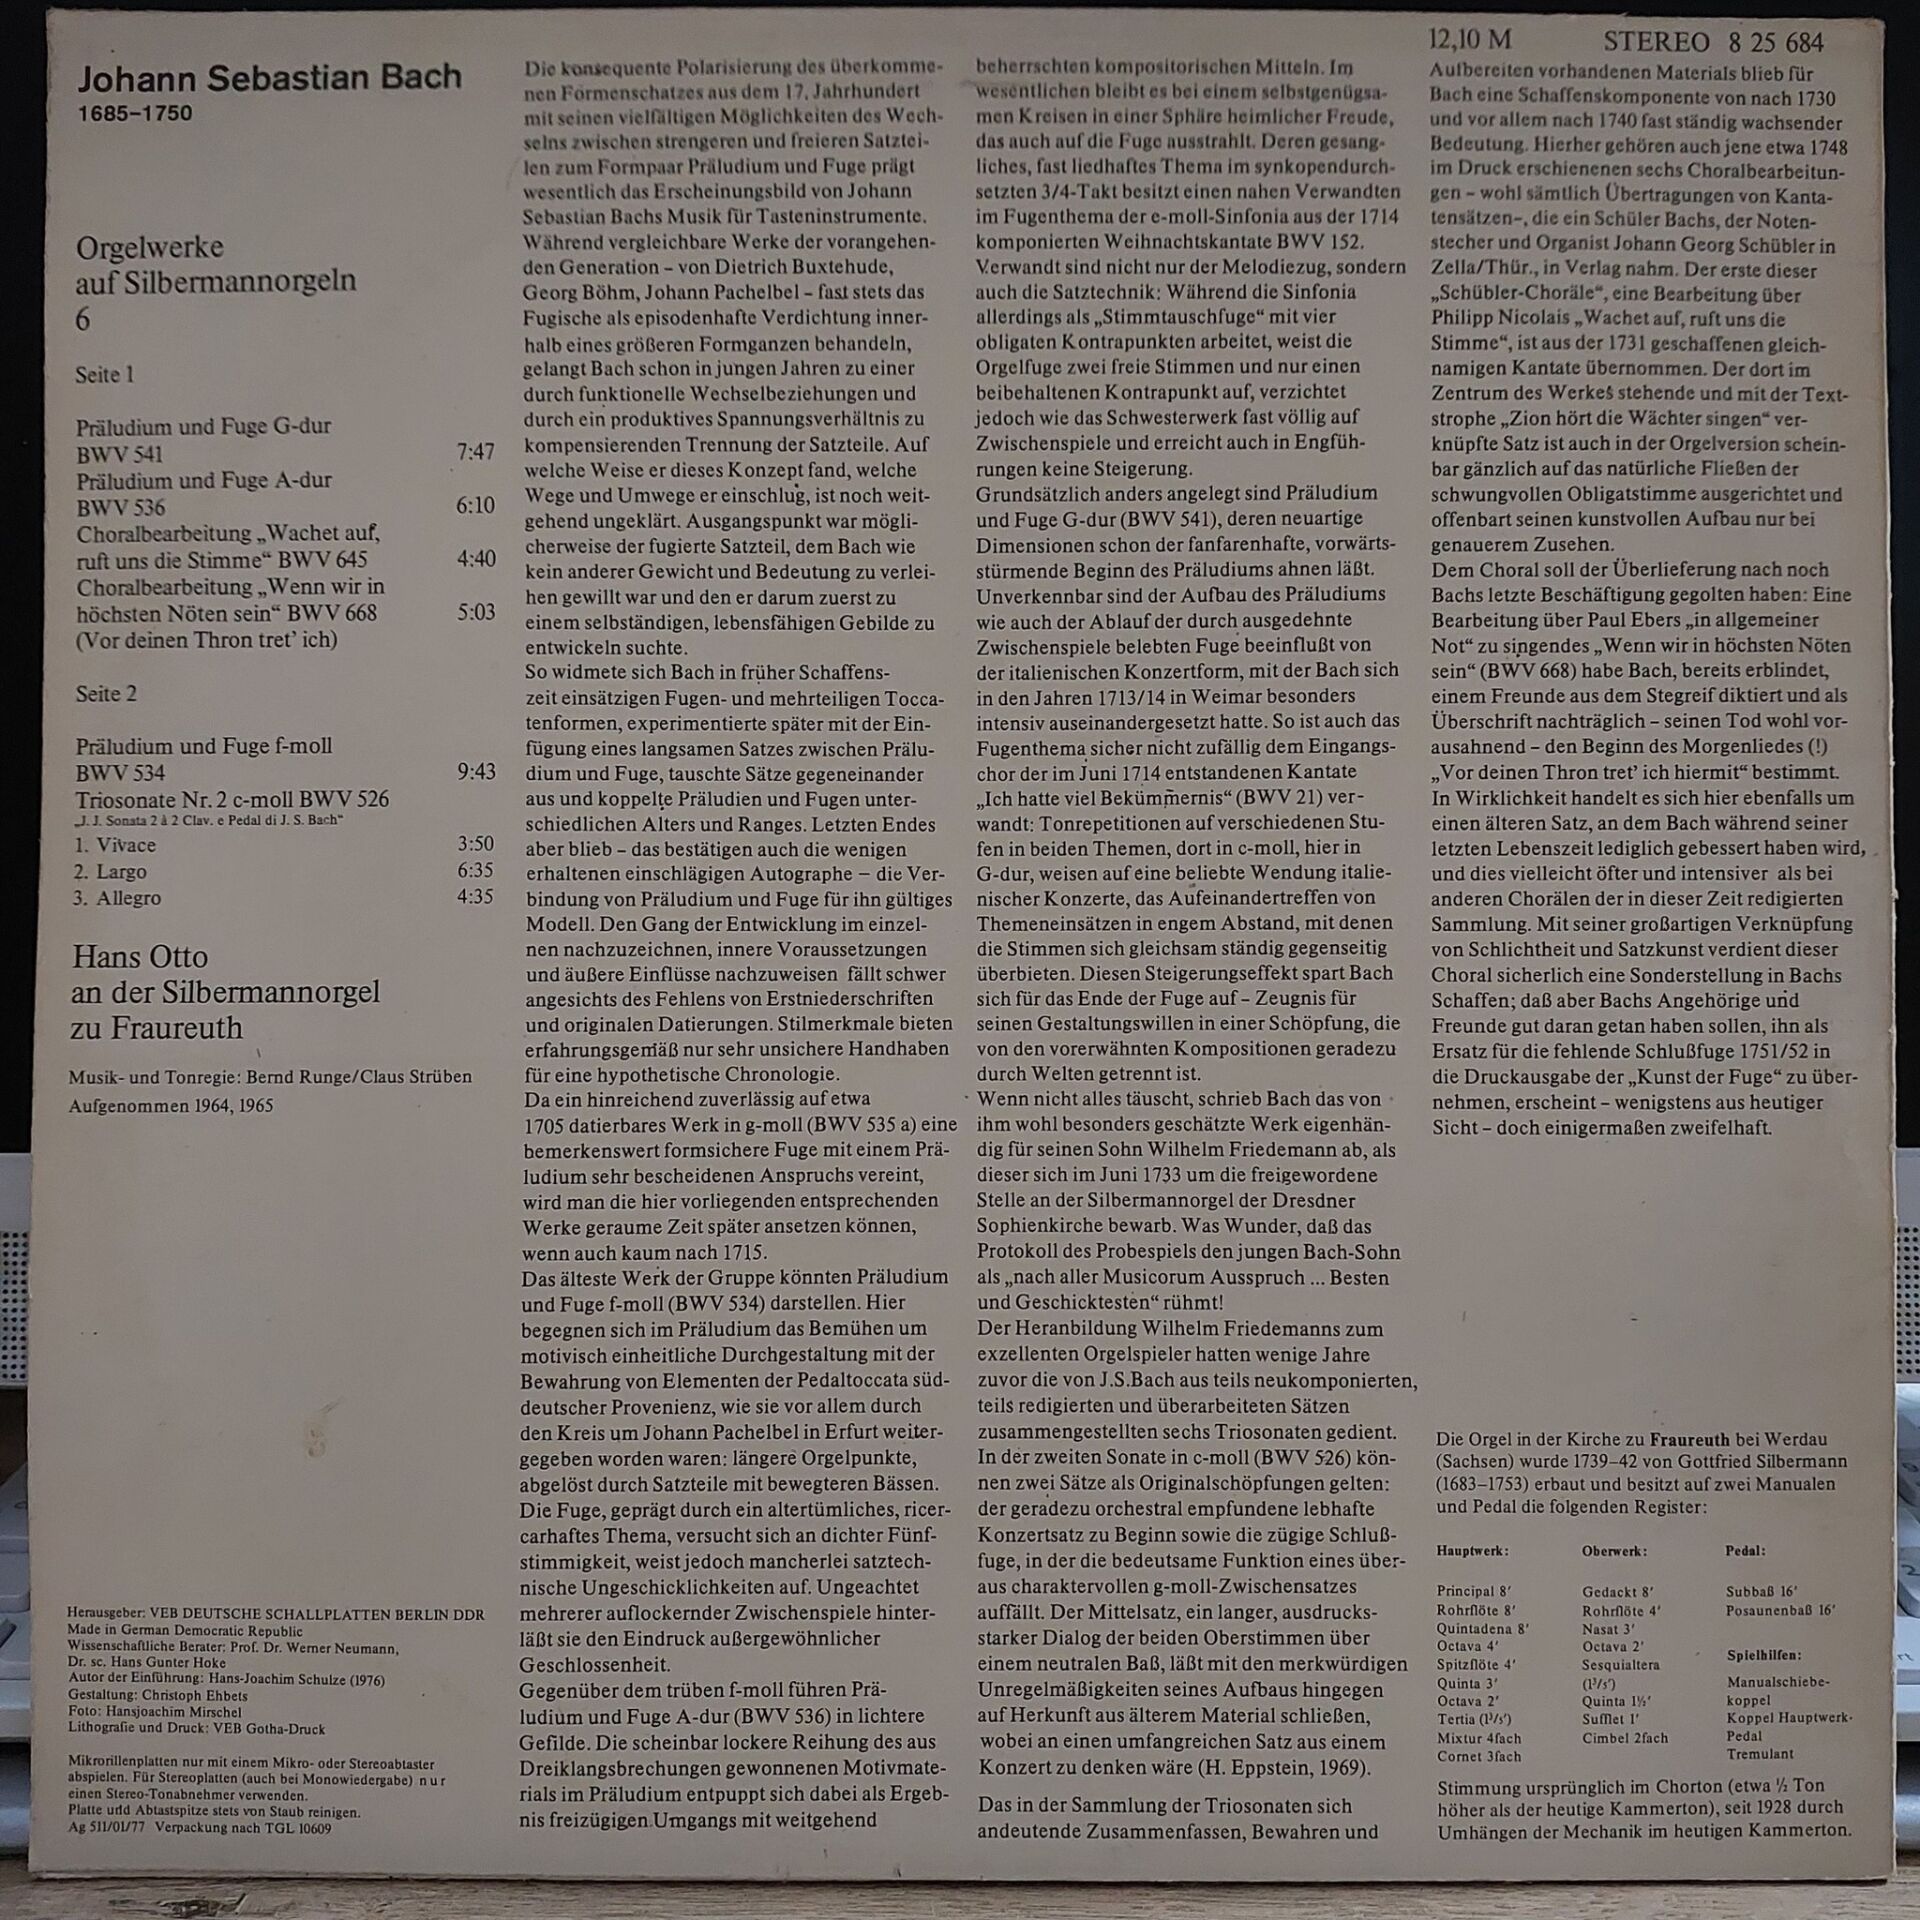 Johann Sebastian Bach
1685–1750
Orgelwerke
auf Silbermannorgeln
6
Seite 1
Präludium und Fuge G-dur
BWV 541 7:47
Präludium und Fuge A-dur
BWV 536 6:10
Choralbearbeitung „Wachet auf,
ruft uns die Stimme“ BWV 645 4:40
Choralbearbeitung „Wenn wir in
höchsten Nöten sein“ BWV 668 5:03
(Vor deinen Thron tret’ ich)
Seite 2
Präludium und Fuge f-moll
BWV 534 9:43
Triosonate Nr. 2 c-moll BWV 526
„J. J. Sonata 2 à 2 Clav. e Pedal di J. S. Bach“
1. Vivace 3:50
2. Largo 6:35
3. Allegro 4:35
Hans Otto
an der Silbermannorgel
zu Fraureuth
Musik- und Tonregie: Bernd Runge/Claus Strüben
Aufgenommen 1964, 1965
Herausgeber: VEB DEUTSCHE SCHALLPLATTEN BERLIN DDR
Made in German Democratic Republic
Wissenschaftliche Berater: Prof. Dr. Werner Neumann,
Dr. sc. Hans Gunter Hoke
Autor der Einführung: Hans-Joachim Schulze (1976)
Gestaltung: Christoph Ehbets
Foto: Hansjoachim Mirschel
Lithografie und Druck: VEB Gotha-Druck
Mikrorillenplatten nur mit einem Mikro- oder Stereoabtaster
abspielen. Für Stereoplatten (auch bei Monowiedergabe) nur
einen Stereo-Tonabnehmer verwenden.
Platte und Abtastspitze stets von Staub reinigen.
Ag 511/01/77 Verpackung nach TGL 10609
Die konsequente Polarisierung des überkomme-
nen Formenschatzes aus dem 17. Jahrhundert
mit seinen vielfältigen Möglichkeiten des Wech-
selns zwischen strengeren und freieren Satztei-
len zum Formpaar Präludium und Fuge prägt
wesentlich das Erscheinungsbild von Johann
Sebastian Bachs Musik für Tasteninstrumente.
Während vergleichbare Werke der vorangehen-
den Generation – von Dietrich Buxtehude,
Georg Böhm, Johann Pachelbel – fast stets das
Fugische als episodenhafte Verdichtung inner-
halb eines größeren Formganzen behandeln,
gelangt Bach schon in jungen Jahren zu einer
durch funktionelle Wechselbeziehungen und
durch ein produktives Spannungsverhältnis zu
kompensierenden Trennung der Satzteile. Auf
welche Weise er dieses Konzept fand, welche
Wege und Umwege er einschlug, ist noch weit-
gehend ungeklärt. Ausgangspunkt war mögli-
cherweise der fugierte Satzteil, dem Bach wie
kein anderer Gewicht und Bedeutung zu verlei-
hen gewillt war und den er darum zuerst zu
einem selbständigen, lebensfähigen Gebilde zu
entwickeln suchte.
So widmete sich Bach in früher Schaffens-
zeit einsätzigen Fugen- und mehrteiligen Tocca-
tenformen, experimentierte später mit der Ein-
fügung eines langsamen Satzes zwischen Prälu-
dium und Fuge, tauschte Sätze gegeneinander
aus und koppelte Präludien und Fugen unter-
schiedlichen Alters und Ranges. Letzten Endes
aber blieb – das bestätigen auch die wenigen
erhaltenen einschlägigen Autographe – die Ver-
bindung von Präludium und Fuge für ihn gültiges
Modell. Den Gang der Entwicklung im einzel-
nen nachzuzeichnen, innere Voraussetzungen
und äußere Einflüsse nachzuweisen fällt schwer
angesichts des Fehlens von Erstniederschriften
und originalen Datierungen. Stilmerkmale bieten
erfahrungsgemäß nur sehr unsichere Handhaben
für eine hypothetische Chronologie.
Da ein hinreichend zuverlässig auf etwa
1705 datierbares Werk in g-moll (BWV 535 a) eine
bemerkenswert formsichere Fuge mit einem Prä-
ludium sehr bescheidenen Anspruchs vereint,
wird man die hier vorliegenden entsprechenden
Werke geraume Zeit später ansetzen können,
wenn auch kaum nach 1715.
Das älteste Werk der Gruppe könnten Präludium
und Fuge f-moll (BWV 534) darstellen. Hier
begegnen sich im Präludium das Bemühen um
motivisch einheitliche Durchgestaltung mit der
Bewahrung von Elementen der Pedaltoccata süd-
deutscher Provenienz, wie sie vor allem durch
den Kreis um Johann Pachelbel in Erfurt weiter-
gegeben worden waren: längere Orgelpunkte,
abgelöst durch Satzteile mit bewegteren Bässen.
Die Fuge, geprägt durch ein altertümliches, ricer-
carhaftes Thema, versucht sich an dichter Fünf-
stimmigkeit, weist jedoch mancherlei satztech-
nische Ungeschicklichkeiten auf. Ungeachtet
mehrerer auflockernder Zwischenspiele hinter-
läßt sie den Eindruck außergewöhnlicher
Geschlossenheit.
Gegenüber dem trüben f-moll führen Prä-
ludium und Fuge A-dur (BWV 536) in lichtere
Gefilde. Die scheinbar lockere Reihung des aus
Dreiklangsbrechungen gewonnenen Motivmate-
rials im Präludium entpuppt sich dabei als Ergeb-
nis freizügigen Umgangs mit weitgehend
beherrschten kompositorischen Mitteln. Im
wesentlichen bleibt es bei einem selbstgenügsa-
men Kreisen in einer Sphäre heimlicher Freude,
das auch auf die Fuge ausstrahlt. Deren gesang-
liches, fast liedhaftes Thema im synkopendurch-
setzten 3/4-Takt besitzt einen nahen Verwandten
im Fugenthema der e-moll-Sinfonia aus der 1714
komponierten Weihnachtskantate BWV 152.
Verwandt sind nicht nur der Melodiezug, sondern
auch die Satztechnik: Während die Sinfonia
allerdings als „Stimmtauschfuge“ mit vier
obligaten Kontrapunkten arbeitet, weist die
Orgelfuge zwei freie Stimmen und nur einen
beibehaltenen Kontrapunkt auf, verzichtet
jedoch wie das Schwesterwerk fast völlig auf
Zwischenspiele und erreicht auch in Engfüh-
rungen keine Steigerung.
Grundsätzlich anders angelegt sind Präludium
und Fuge G-dur (BWV 541), deren neuartige
Dimensionen schon der fanfarenhafte, vorwärts-
stürmende Beginn des Präludiums ahnen läßt.
Unverkennbar sind der Aufbau des Präludiums
wie auch der Ablauf der durch ausgedehnte
Zwischenspiele belebten Fuge beeinflußt von
der italienischen Konzertform, mit der Bach sich
in den Jahren 1713/14 in Weimar besonders
intensiv auseinandergesetzt hatte. So ist auch das
Fugenthema sicher nicht zufällig dem Eingangs-
chor der im Juni 1714 entstandenen Kantate
„Ich hatte viel Bekümmernis“ (BWV 21) ver-
wandt: Tonrepetitionen auf verschiedenen Stu-
fen in beiden Themen, dort in c-moll, hier in
G-dur, weisen auf eine beliebte Wendung italie-
nischer Konzerte, das Aufeinandertreffen von
Themeneinsätzen in engem Abstand, mit denen
die Stimmen sich gleichsam ständig gegenseitig
überbieten. Diesen Steigerungseffekt spart Bach
sich für das Ende der Fuge auf – Zeugnis für
seinen Gestaltungswillen in einer Schöpfung, die
von den vorerwähnten Kompositionen geradezu
durch Welten getrennt ist.
Wenn nicht alles täuscht, schrieb Bach das von
ihm wohl besonders geschätzte Werk eigenhän-
dig für seinen Sohn Wilhelm Friedemann ab, als
dieser sich im Juni 1733 um die freigewordene
Stelle an der Silbermannorgel der Dresdner
Sophienkirche bewarb. Was Wunder, daß das
Protokoll des Probespiels den jungen Bach-Sohn
als „nach aller Musicorum Ausspruch ... Besten
und Geschicktesten“ rühmt!
Der Heranbildung Wilhelm Friedemanns zum
exzellenten Orgelspieler hatten wenige Jahre
zuvor die von J.S.Bach aus teils neukomponierten,
teils redigierten und überarbeiteten Sätzen
zusammengestellten sechs Triosonaten gedient.
In der zweiten Sonate in c-moll (BWV 526) kön-
nen zwei Sätze als Originalschöpfungen gelten:
der geradezu orchestral empfundene lebhafte
Konzertsatz zu Beginn sowie die zügige Schluß-
fuge, in der die bedeutsame Funktion eines über-
aus charaktervollen g-moll-Zwischensatzes
auffällt. Der Mittelsatz, ein langer, ausdrucks-
starker Dialog der beiden Oberstimmen über
einem neutralen Baß, läßt mit den merkwürdigen
Unregelmäßigkeiten seines Aufbaus hingegen
auf Herkunft aus älterem Material schließen,
wobei an einen umfangreichen Satz aus einem
Konzert zu denken wäre (H. Eppstein, 1969).
Das in der Sammlung der Triosonaten sich
andeutende Zusammenfassen, Bewahren und
12,10 M STEREO 8 25 684
Aufbereiten vorhandenen Materials blieb für
Bach eine Schaffenskomponente von nach 1730
und vor allem nach 1740 fast ständig wachsender
Bedeutung. Hierher gehören auch jene etwa 1748
im Druck erschienenen sechs Choralbearbeitun-
gen – wohl sämtlich Übertragungen von Kanta-
tensätzen–, die ein Schüler Bachs, der Noten-
stecher und Organist Johann Georg Schübler in
Zella/Thür., in Verlag nahm. Der erste dieser
„Schübler-Choräle“, eine Bearbeitung über
Philipp Nicolais „Wachet auf, ruft uns die
Stimme“, ist aus der 1731 geschaffenen gleich-
namigen Kantate übernommen. Der dort im
Zentrum des Werkes stehende und mit der Text-
strophe „Zion hört die Wächter singen“ ver-
knüpfte Satz ist auch in der Orgelversion schein-
bar gänzlich auf das natürliche Fließen der
schwungvollen Obligatstimme ausgerichtet und
offenbart seinen kunstvollen Aufbau nur bei
genauerem Zusehen.
Dem Choral soll der Überlieferung nach noch
Bachs letzte Beschäftigung gegolten haben: Eine
Bearbeitung über Paul Ebers „in allgemeiner
Not“ zu singendes „Wenn wir in höchsten Nöten
sein“ (BWV 668) habe Bach, bereits erblindet,
einem Freunde aus dem Stegreif diktiert und als
Überschrift nachträglich – seinen Tod wohl vor-
ausahnend – den Beginn des Morgenliedes (!)
„Vor deinen Thron tret’ ich hiermit“ bestimmt.
In Wirklichkeit handelt es sich hier ebenfalls um
einen älteren Satz, an dem Bach während seiner
letzten Lebenszeit lediglich gebessert haben wird,
und dies vielleicht öfter und intensiver als bei
anderen Chorälen der in dieser Zeit redigierten
Sammlung. Mit seiner großartigen Verknüpfung
von Schlichtheit und Satzkunst verdient dieser
Choral sicherlich eine Sonderstellung in Bachs
Schaffen; daß aber Bachs Angehörige und
Freunde gut daran getan haben sollen, ihn als
Ersatz für die fehlende Schlußfuge 1751/52 in
die Druckausgabe der „Kunst der Fuge“ zu über-
nehmen, erscheint – wenigstens aus heutiger
Sicht – doch einigermaßen zweifelhaft.
Die Orgel in der Kirche zu Fraureuth bei Werdau
(Sachsen) wurde 1739–42 von Gottfried Silbermann
(1683–1753) erbaut und besitzt auf zwei Manualen
und Pedal die folgenden Register:
Hauptwerk:
Principal 8’
Rohrflöte 8’
Quintadena 8’
Octava 4’
Spitzflöte 4’
Quinta 3’
Octava 2’
Tertia (1³/₅’)
Mixtur 4fach
Cornet 3fach
Oberwerk:
Gedackt 8’
Rohrflöte 4’
Nasat 3’
Octava 2’
Sesquialtera
(1³/₅’)
Quinta 1½’
Sufflet 1’
Cimbel 2fach
Pedal:
Subbaß 16’
Posaunenbaß 16’
Spielhilfen:
Manualschiebe-
koppel
Koppel Hauptwerk-
Pedal
Tremulant
Stimmung ursprünglich im Chorton (etwa ½ Ton
höher als der heutige Kammerton), seit 1928 durch
Umhängen der Mechanik im heutigen Kammerton.